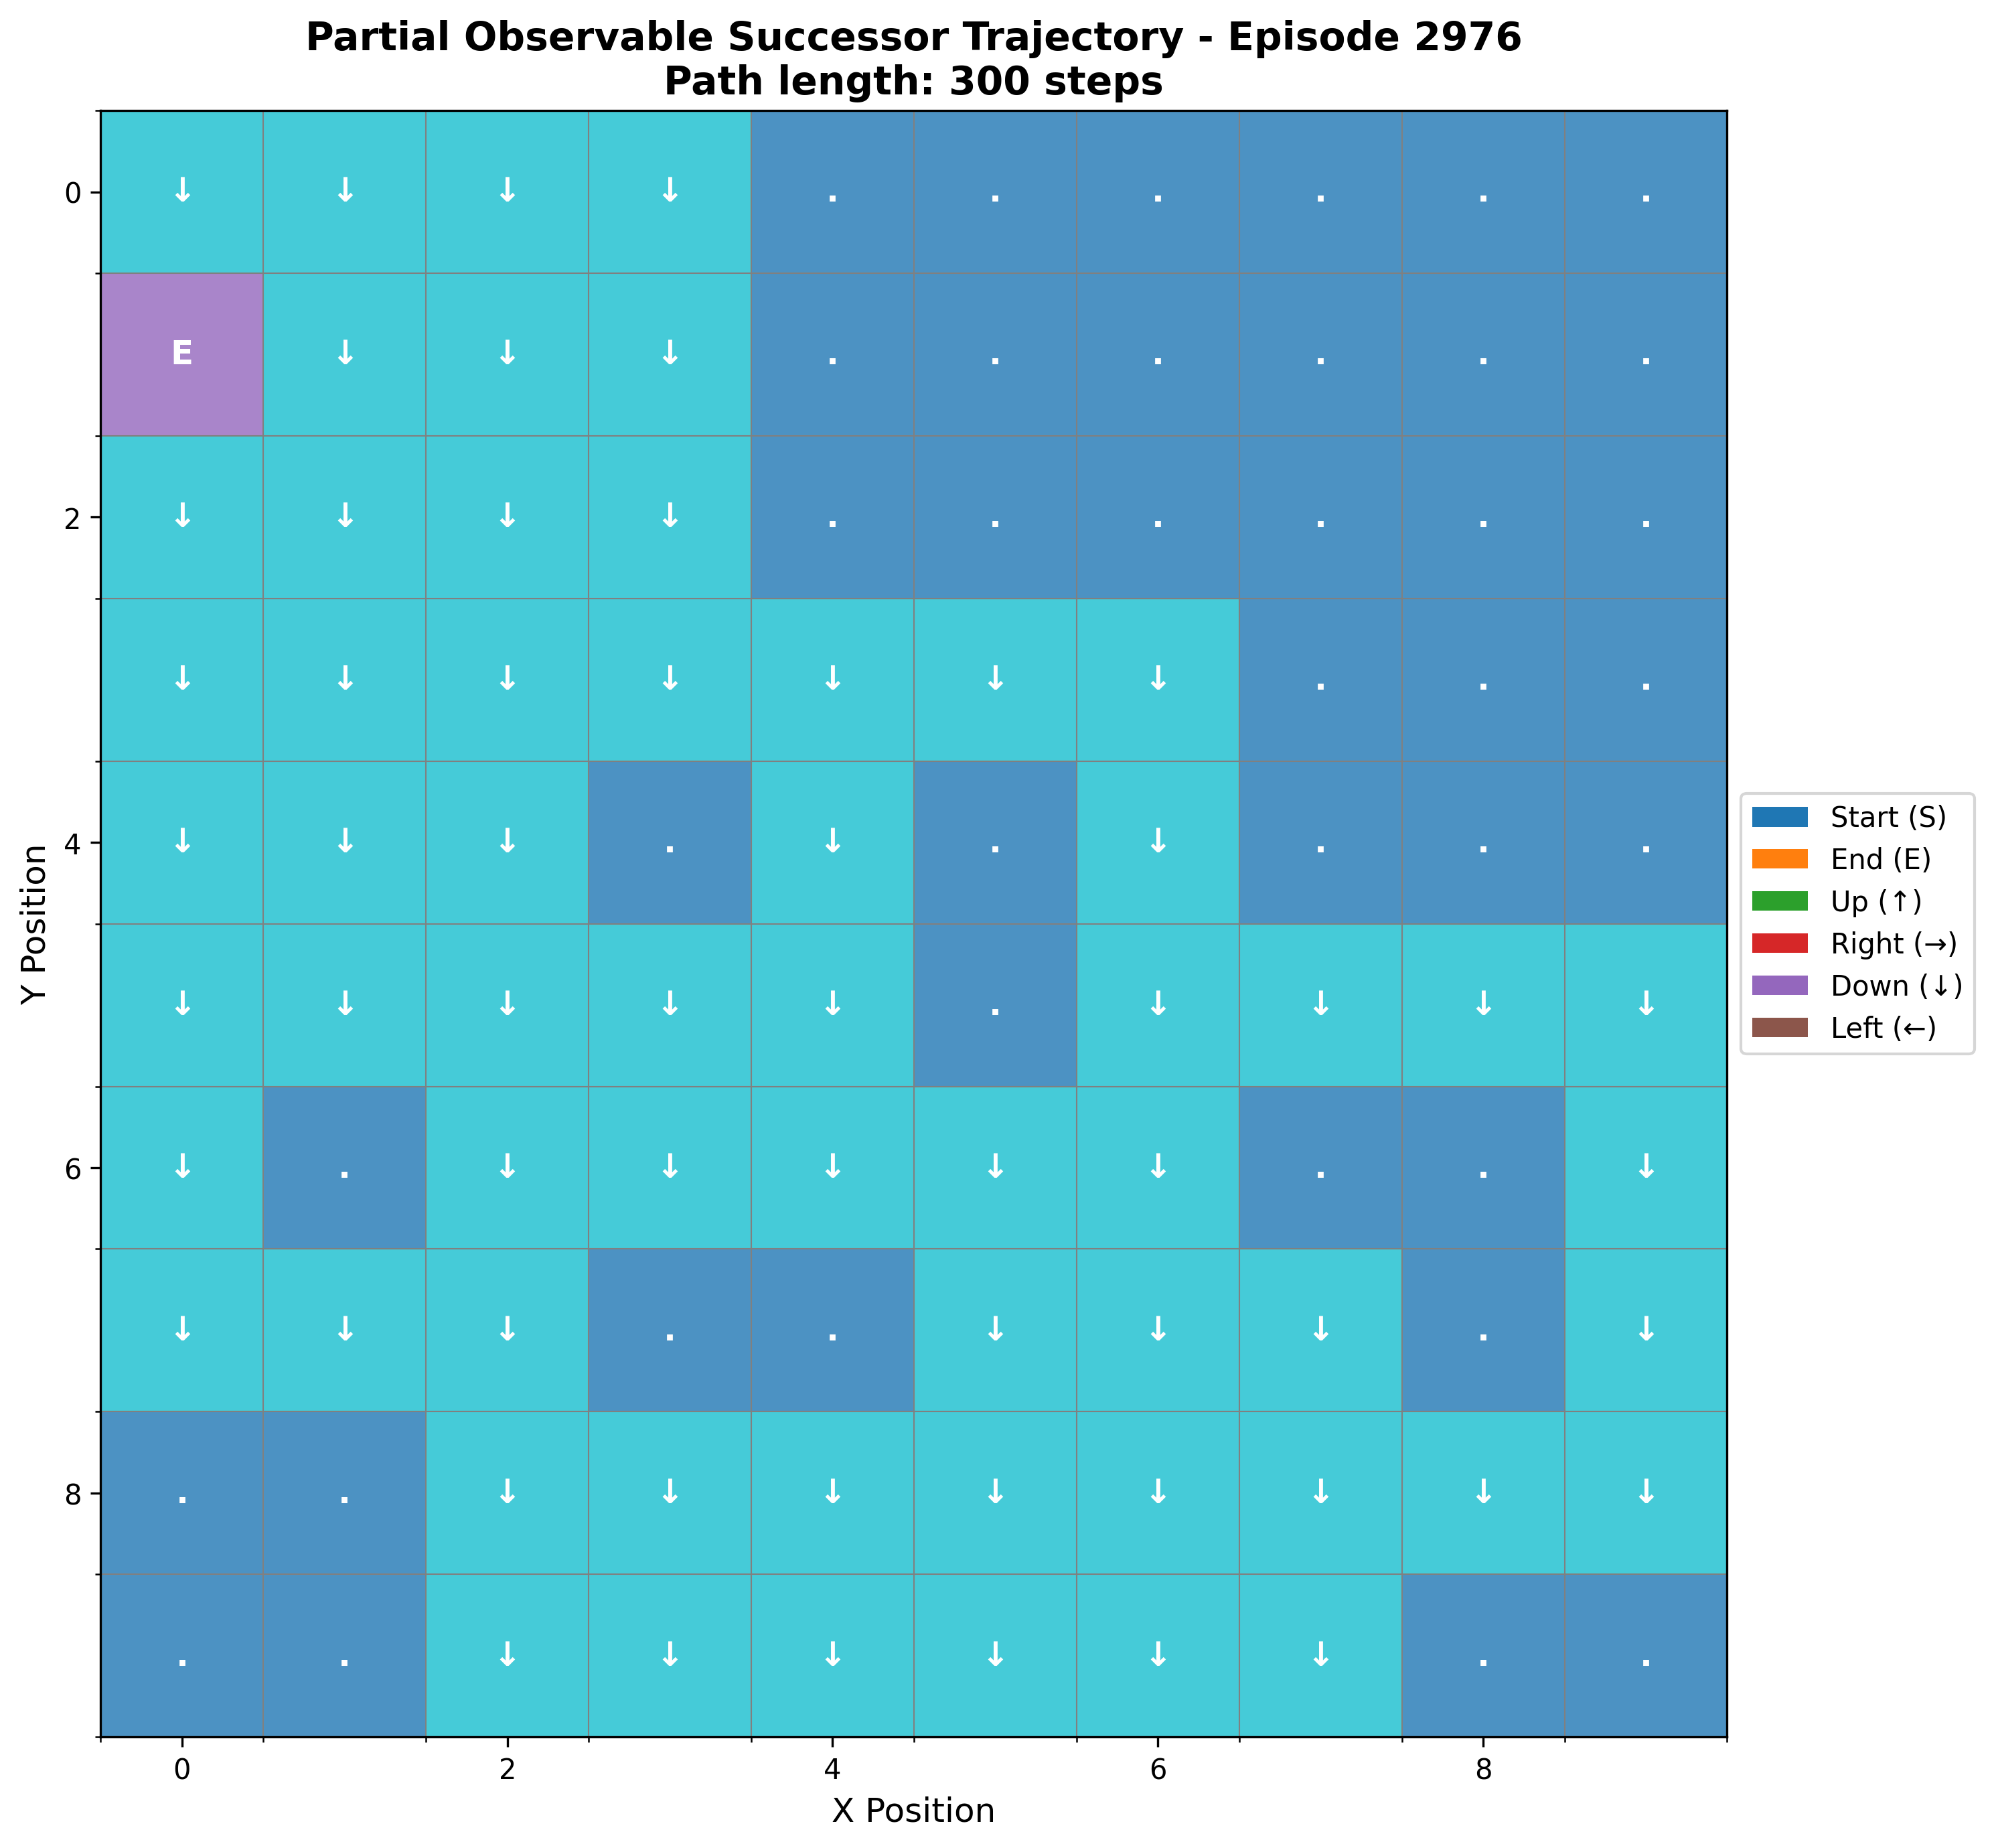 Partial Observable Successor Trajectory - Episode 2976
Path length: 300 steps
0 ↓ ↓ ↓ ↓ . . . . . .
E ↓ ↓ ↓ . . . . . .
2 ↓ ↓ ↓ ↓ . . . . . .
↓ ↓ ↓ ↓ ↓ ↓ ↓ . . .
4 ↓ ↓ ↓ . ↓ . ↓ . . .
↓ ↓ ↓ ↓ ↓ . ↓ ↓ ↓ ↓
6 ↓ . ↓ ↓ ↓ ↓ ↓ . . ↓
↓ ↓ ↓ . . ↓ ↓ ↓ . ↓
8 . . ↓ ↓ ↓ ↓ ↓ ↓ ↓ ↓
. . ↓ ↓ ↓ ↓ ↓ ↓ . .
0 2 4 6 8
X Position
Y Position
Start (S)
End (E)
Up (↑)
Right (→)
Down (↓)
Left (←)